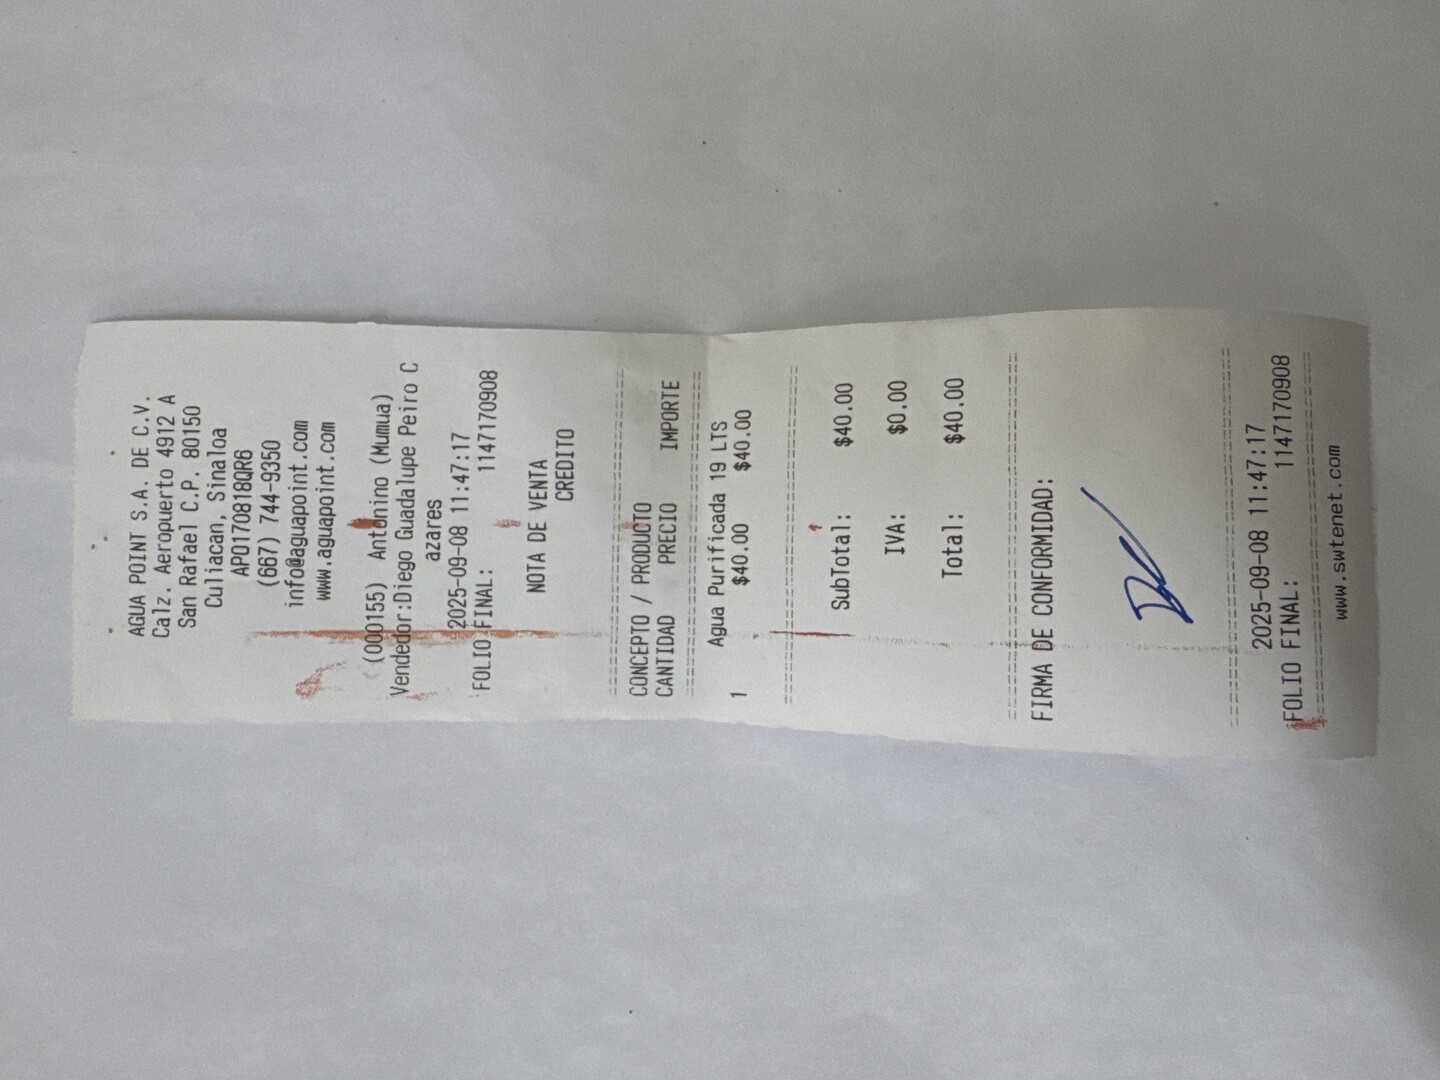 AGUA POINT S.A. DE C.V.
Calz. Aeropuerto 4912 A
San Rafael C.P. 80150
Culiacan, Sinaloa
APO170818QR6
(667) 744-9350
info@aguapoint.com
www.aguapoint.com
(000155) Antonino (Mumua)
Vendedor:Diego Guadalupe Peiro C
azares
2025-09-08 11:47:17
FOLIO FINAL: 1147170908
NOTA DE VENTA
CREDITO
================================
CONCEPTO / PRODUCTO
CANTIDAD PRECIO IMPORTE
================================
Agua Purificada 19 LTS
1 $40.00 $40.00
================================
SubTotal: $40.00
IVA: $0.00
Total: $40.00
================================
FIRMA DE CONFORMIDAD:
================================
2025-09-08 11:47:17
FOLIO FINAL: 1147170908
================================
www.swtenet.com